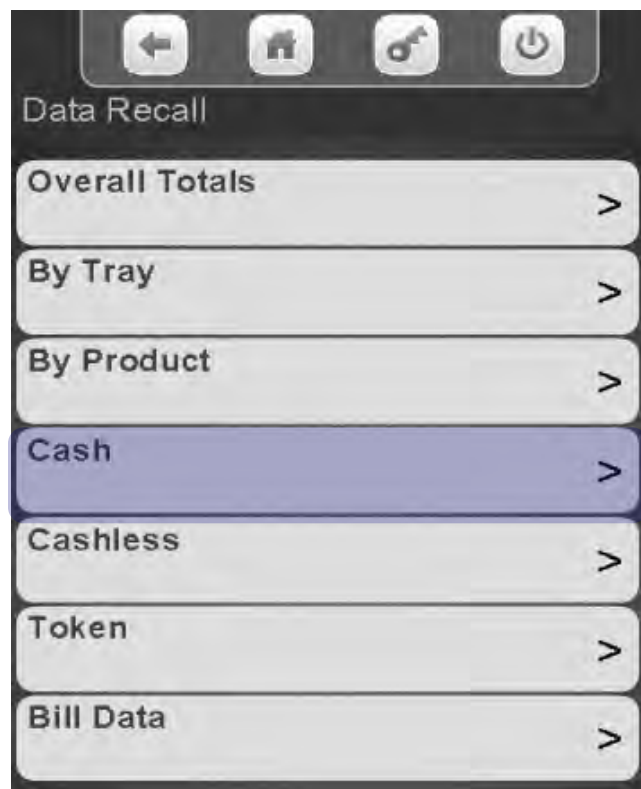 Data Recall
Overall Totals
>
By Tray
>
By Product
>
Cash
>
Cashless
>
Token
>
Bill Data
>